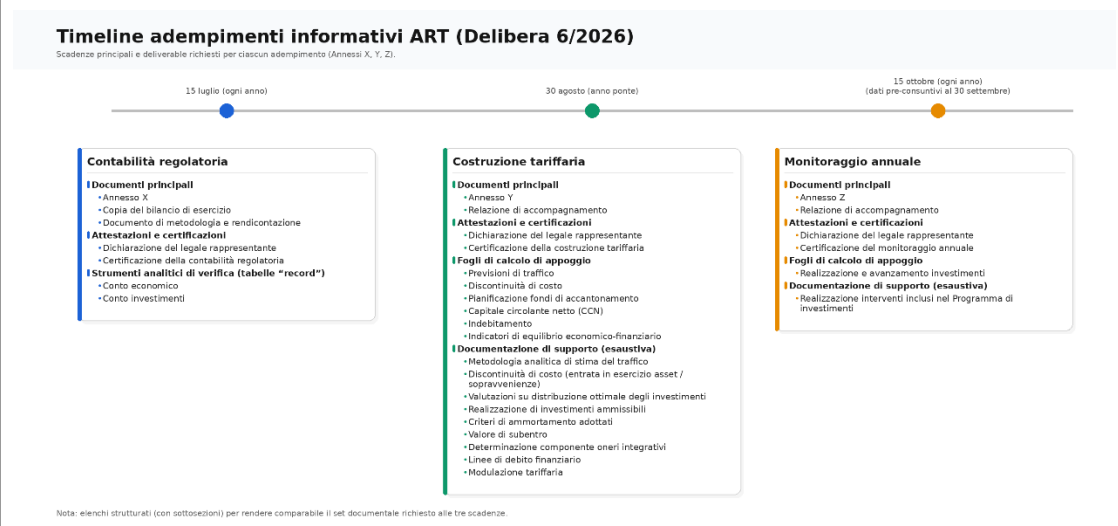 Timeline adempimenti informativi ART (Delibera 6/2026)
Scadenze principali e deliverable richiesti per ciascun adempimento (Annessi X, Y, Z).
15 luglio (ogni anno)
30 agosto (anno ponte)
15 ottobre (ogni anno)
(dati pre-consuntivi al 30 settembre)
Contabilità regolatoria
Documenti principali
•Annesso X
•Copia del bilancio di esercizio
•Documento di metodologia e rendicontazione
Attestazioni e certificazioni
•Dichiarazione del legale rappresentante
•Certificazione della contabilità regolatoria
Strumenti analitici di verifica (tabelle “record”)
•Conto economico
•Conto investimenti
Costruzione tariffaria
Documenti principali
•Annesso Y
•Relazione di accompagnamento
Attestazioni e certificazioni
•Dichiarazione del legale rappresentante
•Certificazione della costruzione tariffaria
Fogli di calcolo di appoggio
•Previsioni di traffico
•Discontinuità di costo
•Pianificazione fondi di accantonamento
•Capitale circolante netto (CCN)
•Indebitamento
•Indicatori di equilibrio economico-finanziario
Documentazione di supporto (esaustiva)
•Metodologia analitica di stima del traffico
•Discontinuità di costo (entrata in esercizio asset /
sopravvenienze)
•Valutazioni su distribuzione ottimale degli investimenti
•Realizzazione di investimenti ammissibili
•Criteri di ammortamento adottati
•Valore di subentro
•Determinazione componente oneri integrativi
•Linee di debito finanziario
•Modulazione tariffaria
Monitoraggio annuale
Documenti principali
•Annesso Z
•Relazione di accompagnamento
Attestazioni e certificazioni
•Dichiarazione del legale rappresentante
•Certificazione del monitoraggio annuale
Fogli di calcolo di appoggio
•Realizzazione e avanzamento investimenti
Documentazione di supporto (esaustiva)
•Realizzazione interventi inclusi nel Programma di
investimenti
Nota: elenchi strutturati (con sottosezioni) per rendere comparabile il set documentale richiesto alle tre scadenze.